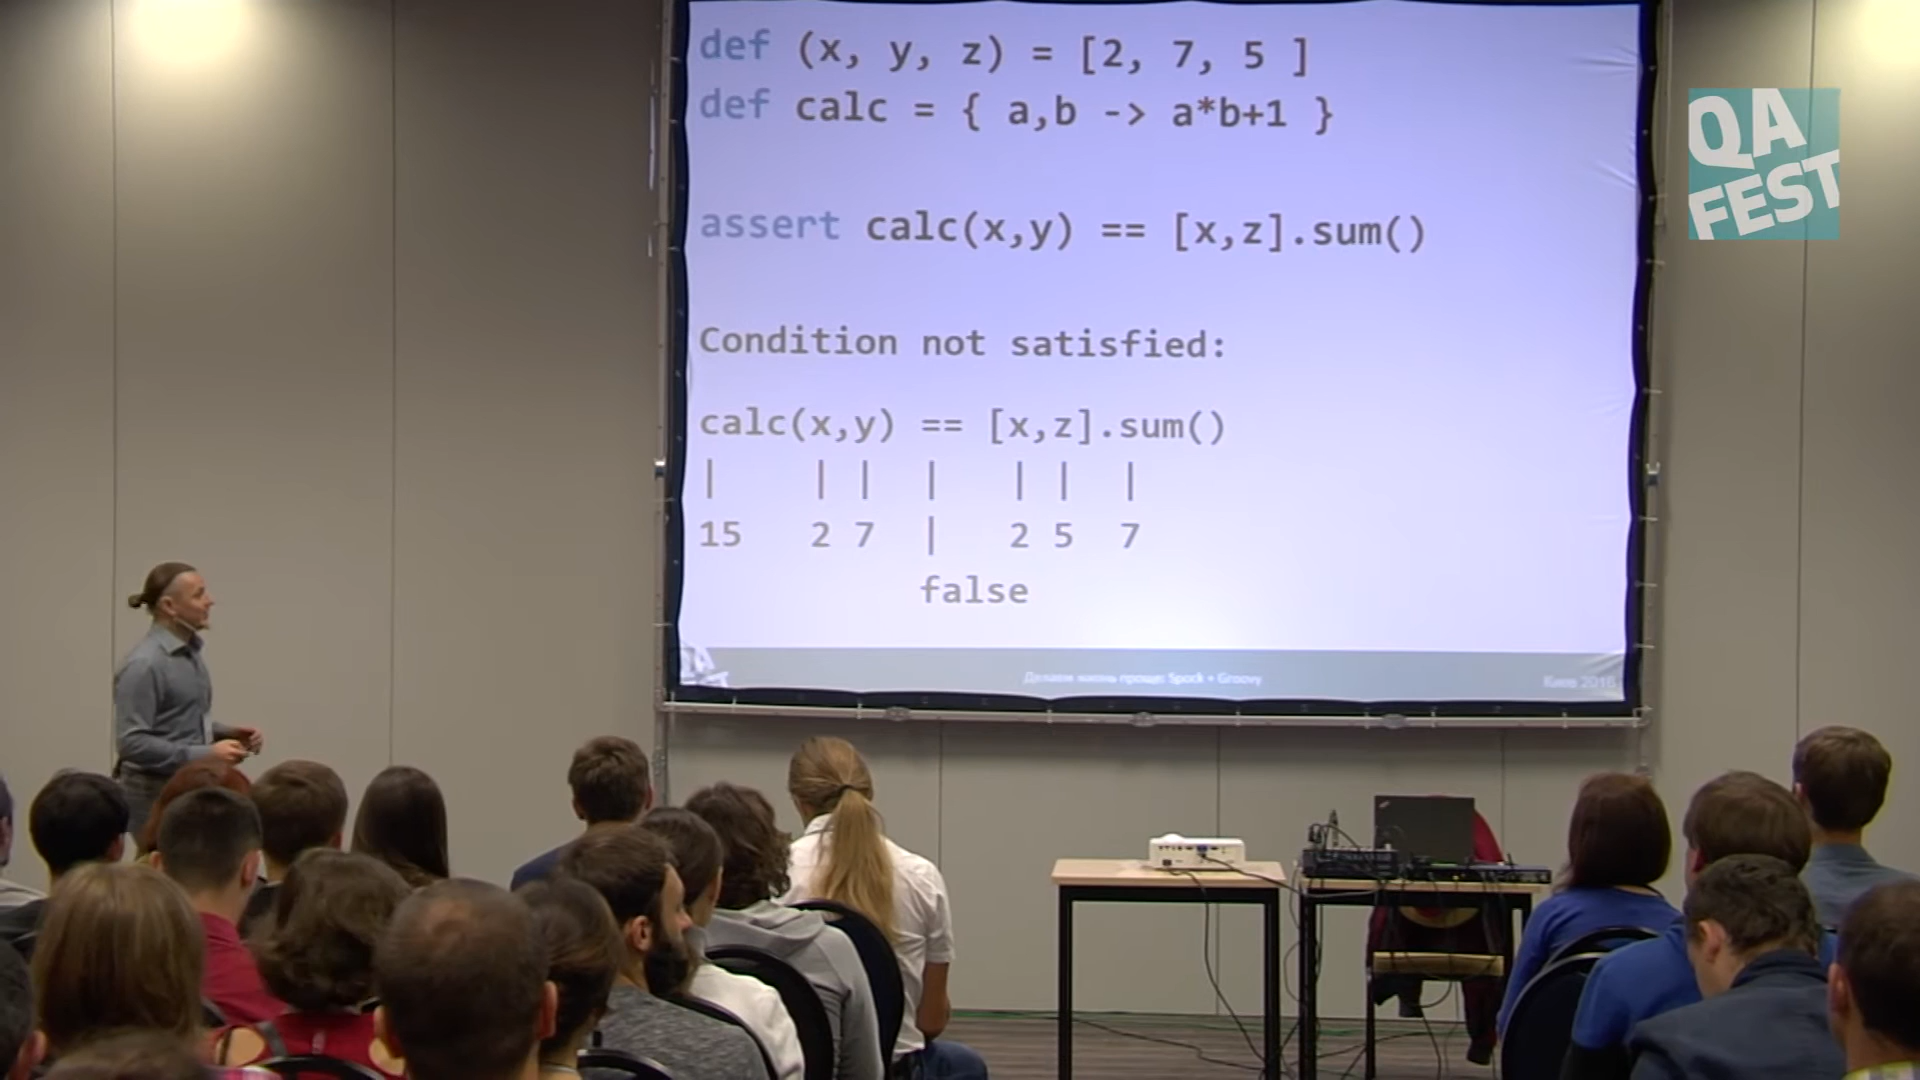 def (x, y, z) = [2, 7, 5 ]
def calc = { a,b -> a*b+1 }
assert calc(x,y) == [x,z].sum()
Condition not satisfied:
calc(x,y) == [x,z].sum()
|    | |  |   | |  |
15   2 7  |   2 5  7
false
Делаем жизнь проще: Spock + Groovy
Киев 2016
QA
FEST